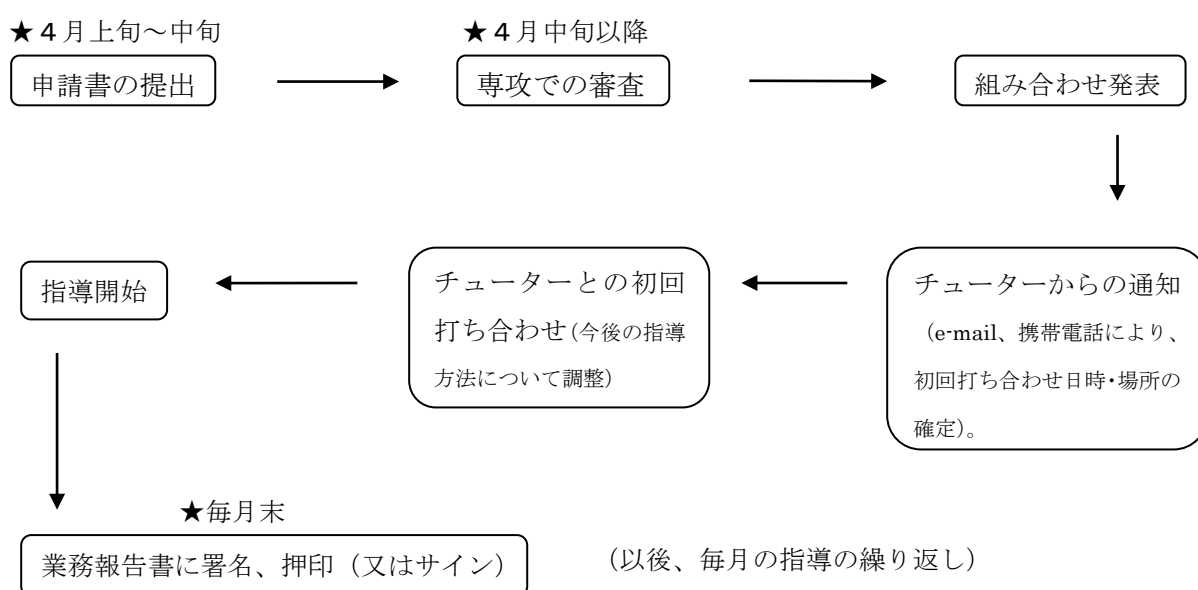 ★４月上旬～中旬
★４月中旬以降
申請書の提出
専攻での審査
組み合わせ発表
チューターからの通知
（e-mail、携帯電話により、
初回打ち合わせ日時・場所の
確定）。
チューターとの初回
打ち合わせ（今後の指導
方法について調整）
指導開始
★毎月末
業務報告書に署名、押印（又はサイン）
（以後、毎月の指導の繰り返し）